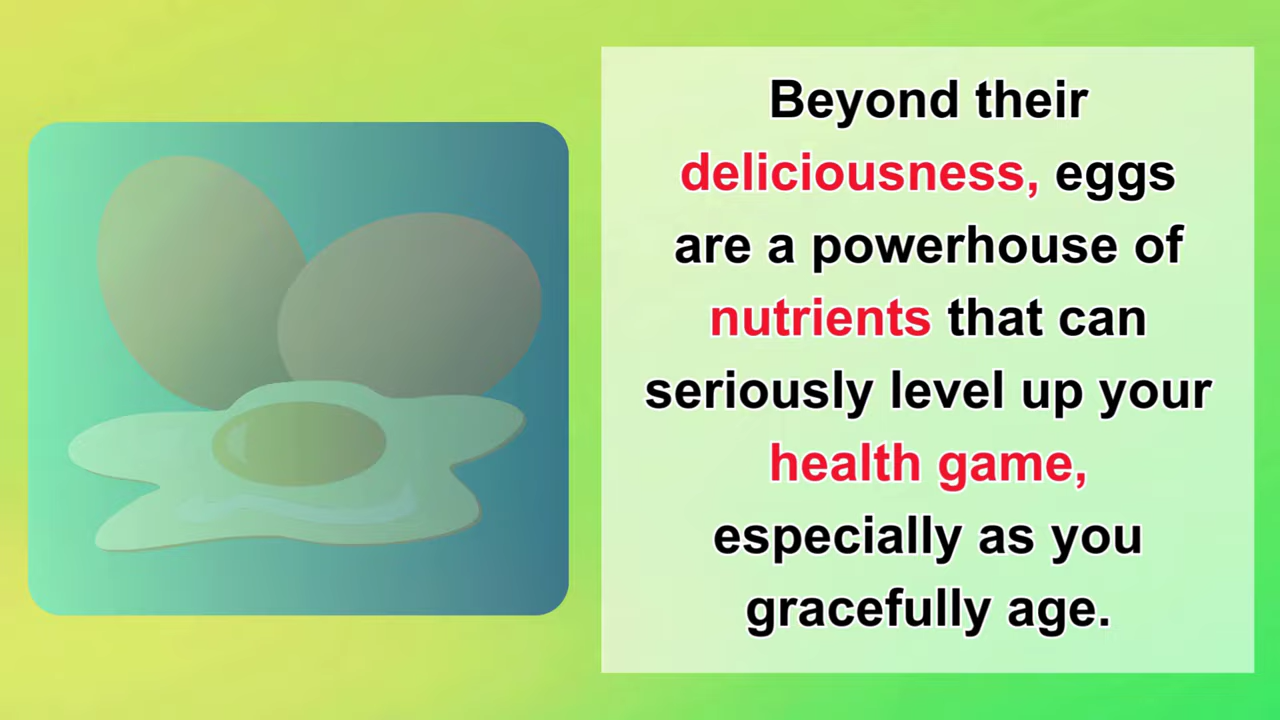 Beyond their
deliciousness, eggs
are a powerhouse of
nutrients that can
seriously level up your
health game,
especially as you
gracefully age.